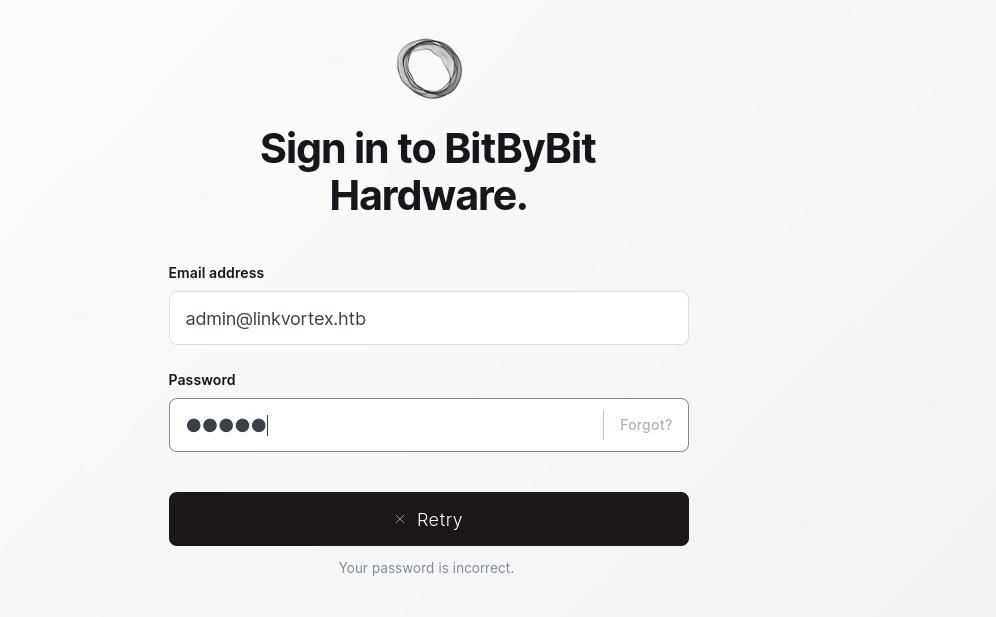 Sign in to BitByBit
Hardware.
Email address
admin@linkvortex.htb
Password
●●●●●
Forgot?
× Retry
Your password is incorrect.